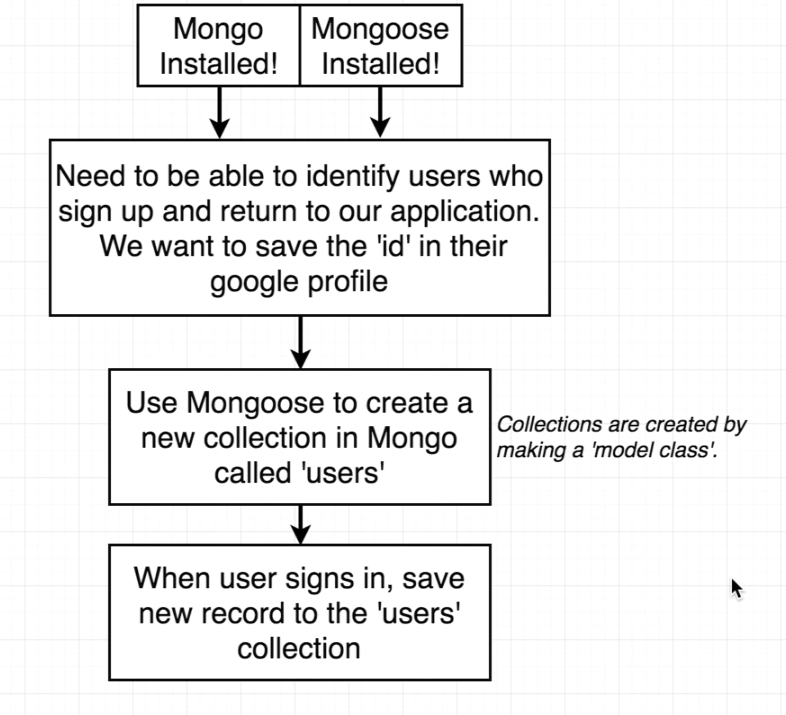 Mongo
Installed!
Mongoose
Installed!
Need to be able to identify users who
sign up and return to our application.
We want to save the 'id' in their
google profile
Use Mongoose to create a
new collection in Mongo
called 'users'
Collections are created by
making a 'model class'.
When user signs in, save
new record to the 'users'
collection